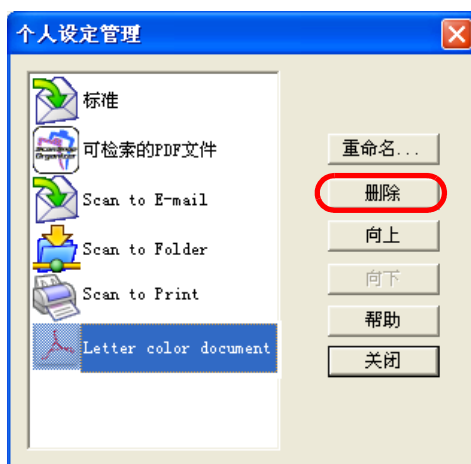 个人设定管理
标准
可检索的PDF文件
Scan to E-mail
Scan to Folder
Scan to Print
Letter color document
重命名...
删除
向上
向下
帮助
关闭